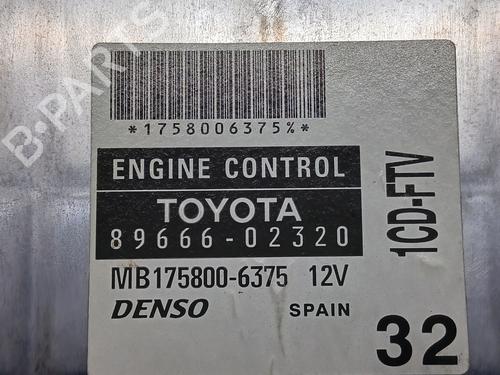 *1758006375%*
ENGINE CONTROL
TOYOTA
89666-02320
MB175800-6375 12V
DENSO SPAIN
1CD-FTV
32
B-PARTS